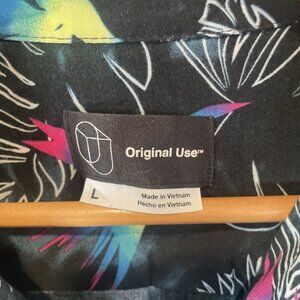 Original Use™
L
Made in Vietnam
Hecho en Vietnam